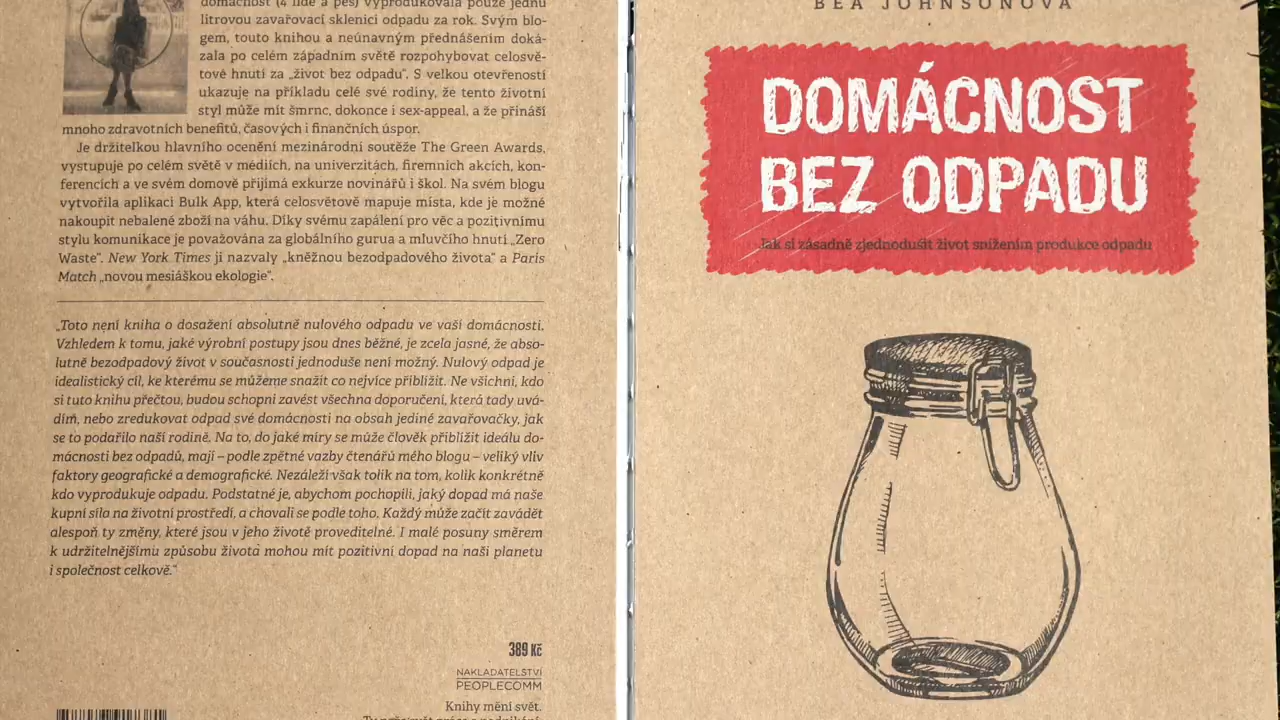 domácnost (4 lidé a pes) vyprodukovala pouze jednu
litrovou zavařovací sklenici odpadu za rok. Svým blo-
gem, touto knihou a neúnavným přednášením doká-
zala po celém západním světě rozpohybovat celosvě-
tové hnutí za „život bez odpadu“. S velkou otevřeností
ukazuje na příkladu celé své rodiny, že tento životní
styl může mít šmrnc, dokonce i sex-appeal, a že přináší
mnoho zdravotních benefitů, časových i finančních úspor.
Je držitelkou hlavního ocenění mezinárodní soutěže The Green Awards,
vystupuje po celém světě v médiích, na univerzitách, firemních akcích, kon-
ferencích a ve svém domově přijímá exkurze novinářů i škol. Na svém blogu
vytvořila aplikaci Bulk App, která celosvětově mapuje místa, kde je možné
nakoupit nebalené zboží na váhu. Díky svému zapálení pro věc a pozitivnímu
stylu komunikace je považována za globálního gurua a mluvčího hnutí „Zero
Waste“. New York Times ji nazvaly „kněžnou bezodpadového života“ a Paris
Match „novou mesiáškou ekologie“.
„Toto není kniha o dosažení absolutně nulového odpadu ve vaší domácnosti.
Vzhledem k tomu, jaké výrobní postupy jsou dnes běžné, je zcela jasné, že abso-
lutně bezodpadový život v současnosti jednoduše není možný. Nulový odpad je
idealistický cíl, ke kterému se můžeme snažit co nejvíce přiblížit. Ne všichni, kdo
si tuto knihu přečtou, budou schopni zavést všechna doporučení, která tady uvá-
dím, nebo zredukovat odpad své domácnosti na obsah jediné zavařovačky, jak
se to podařilo naší rodině. Na to, do jaké míry se může člověk přiblížit ideálu do-
mácnosti bez odpadů, mají – podle zpětné vazby čtenářů mého blogu – veliký vliv
faktory geografické a demografické. Nezáleží však tolik na tom, kolik konkrétně
kdo vyprodukuje odpadu. Podstatné je, abychom pochopili, jaký dopad má naše
kupní síla na životní prostředí, a chovali se podle toho. Každý může začít zavádět
alespoň ty změny, které jsou v jeho životě proveditelné. I malé posuny směrem
k udržitelnějšímu způsobu života mohou mít pozitivní dopad na naši planetu
i společnost celkově.“
389 Kč
NAKLADATELSTVÍ
PEOPLECOMM
Knihy mění svět.
BEA JOHNSONOVÁ
DOMÁCNOST
BEZ ODPADU
Jak si zásadně zjednodušit život snížením produkce odpadu